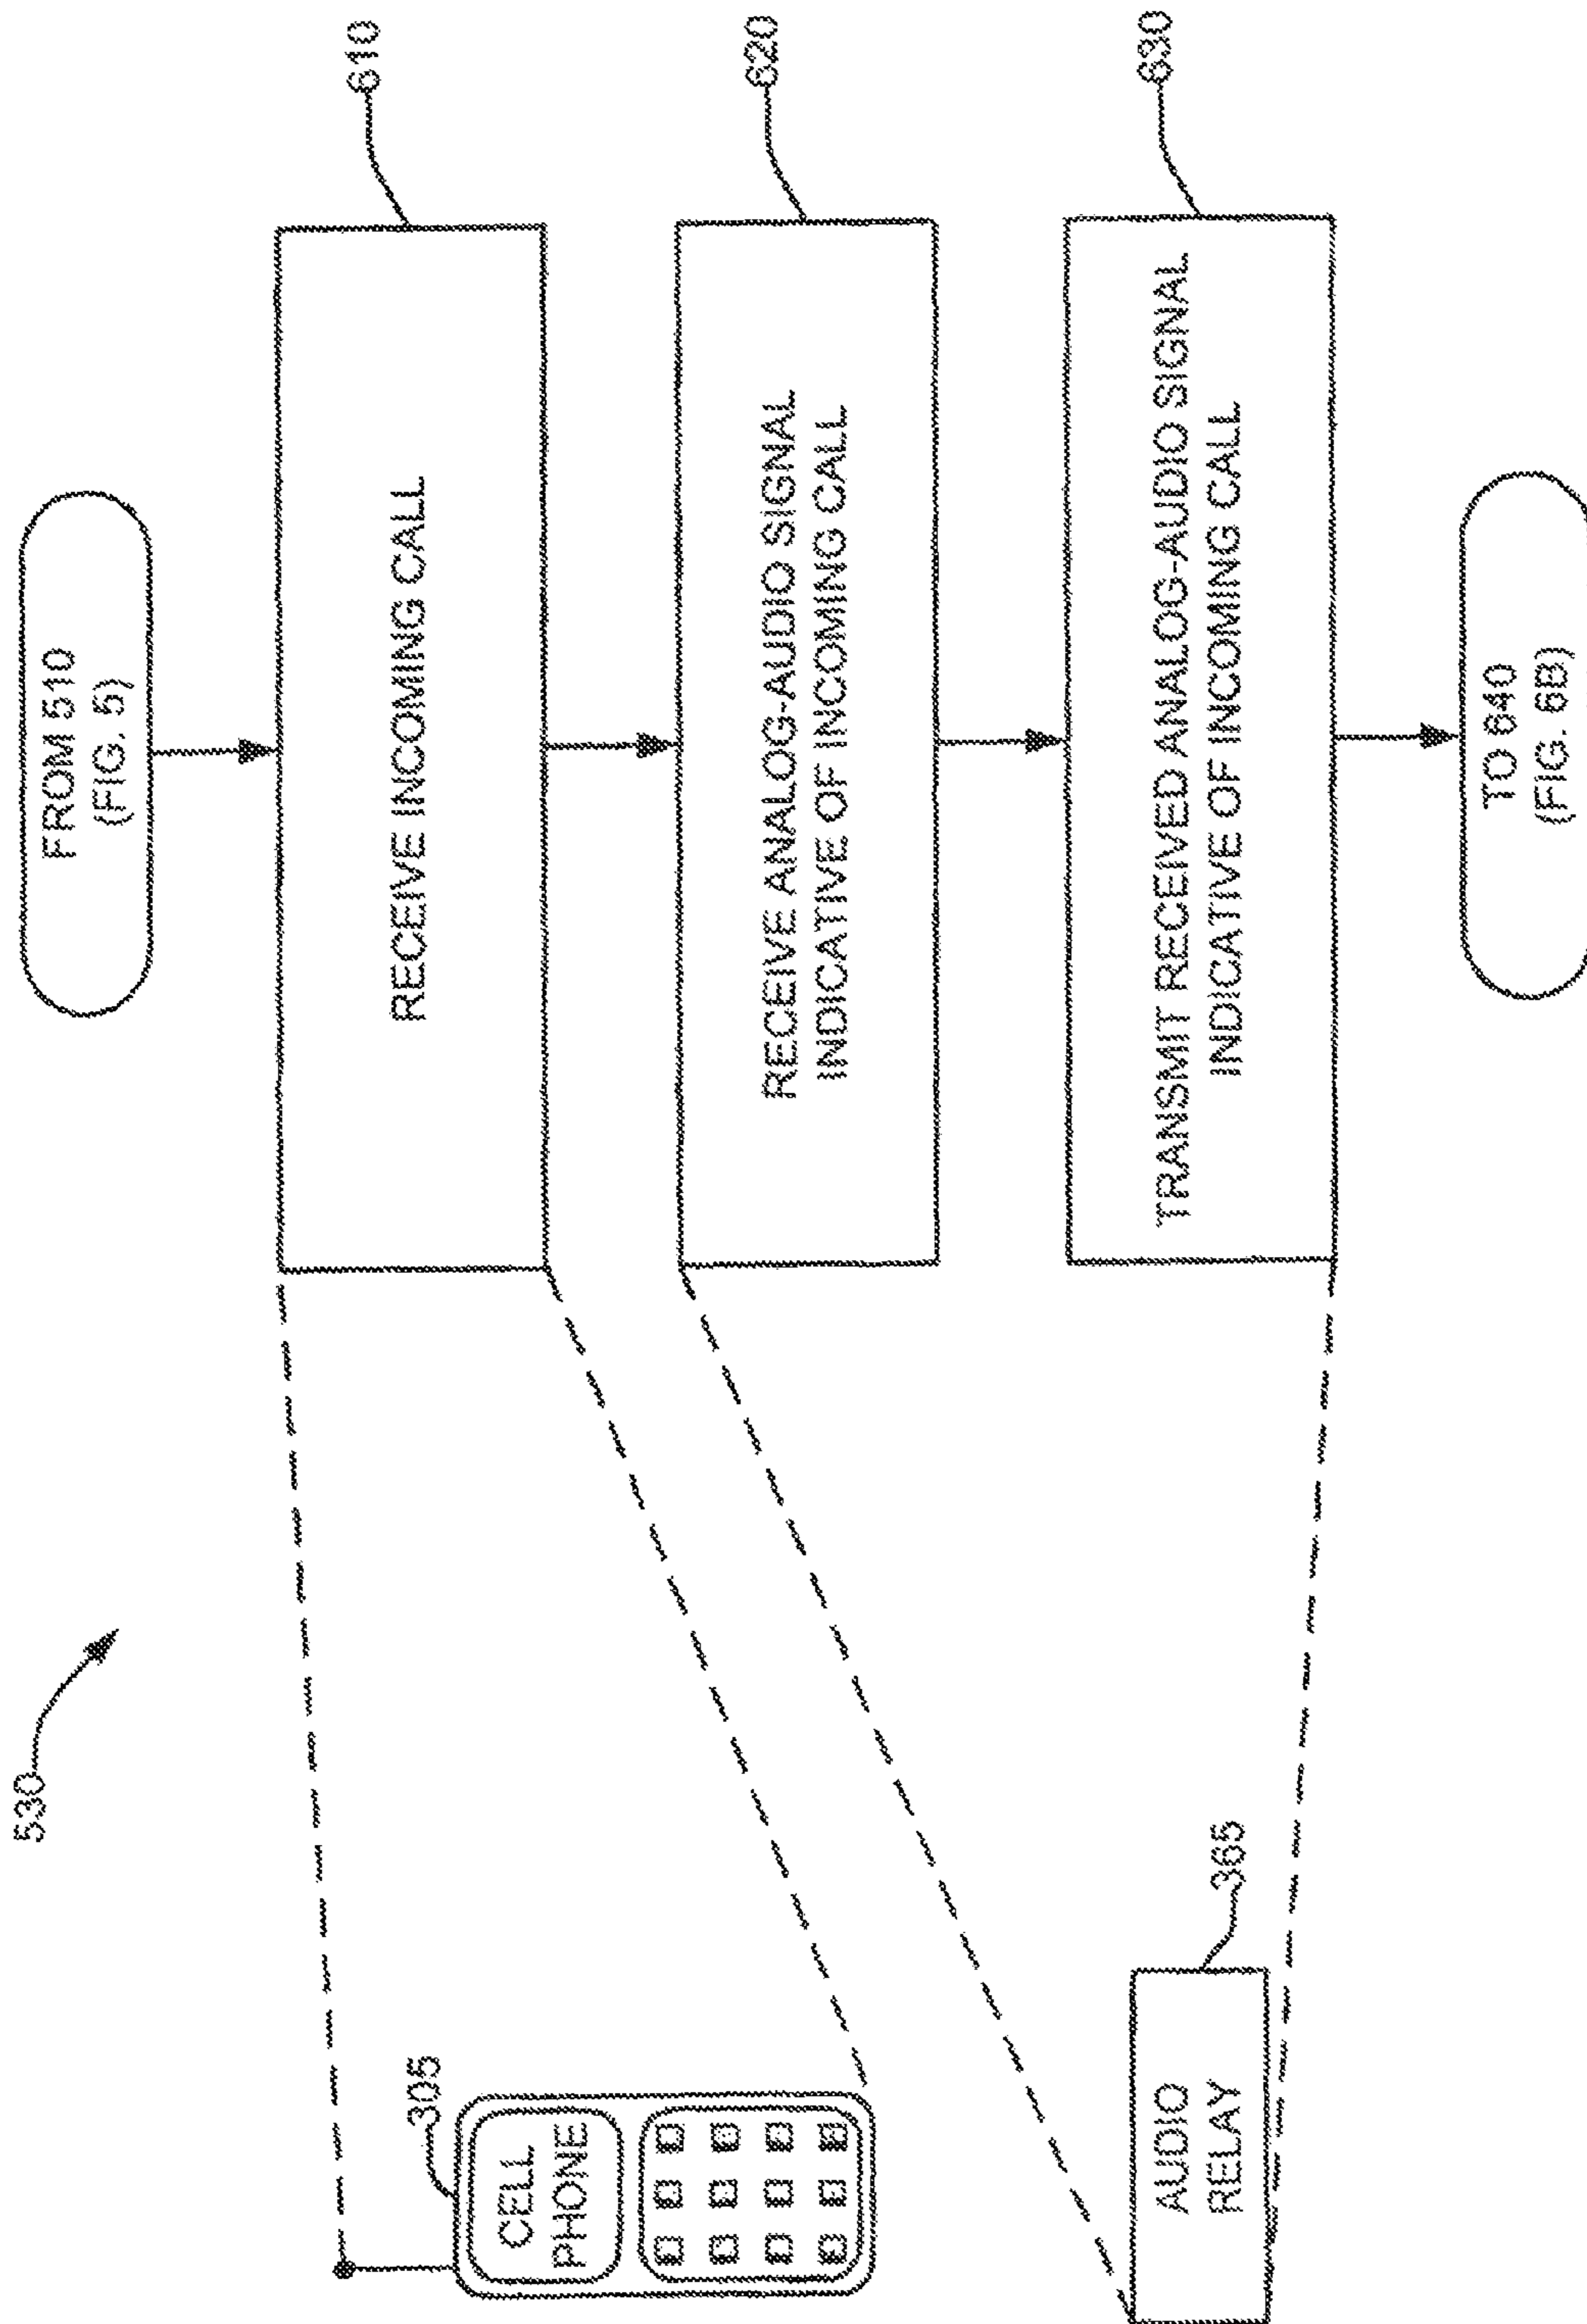 530
FROM 510
(FIG. 5)
610
RECEIVE INCOMING CALL
305
CELL
PHONE
620
RECEIVE ANALOG-AUDIO SIGNAL
INDICATIVE OF INCOMING CALL
630
TRANSMIT RECEIVED ANALOG-AUDIO SIGNAL
INDICATIVE OF INCOMING CALL
365
AUDIO
RELAY
TO 640
(FIG. 6B)